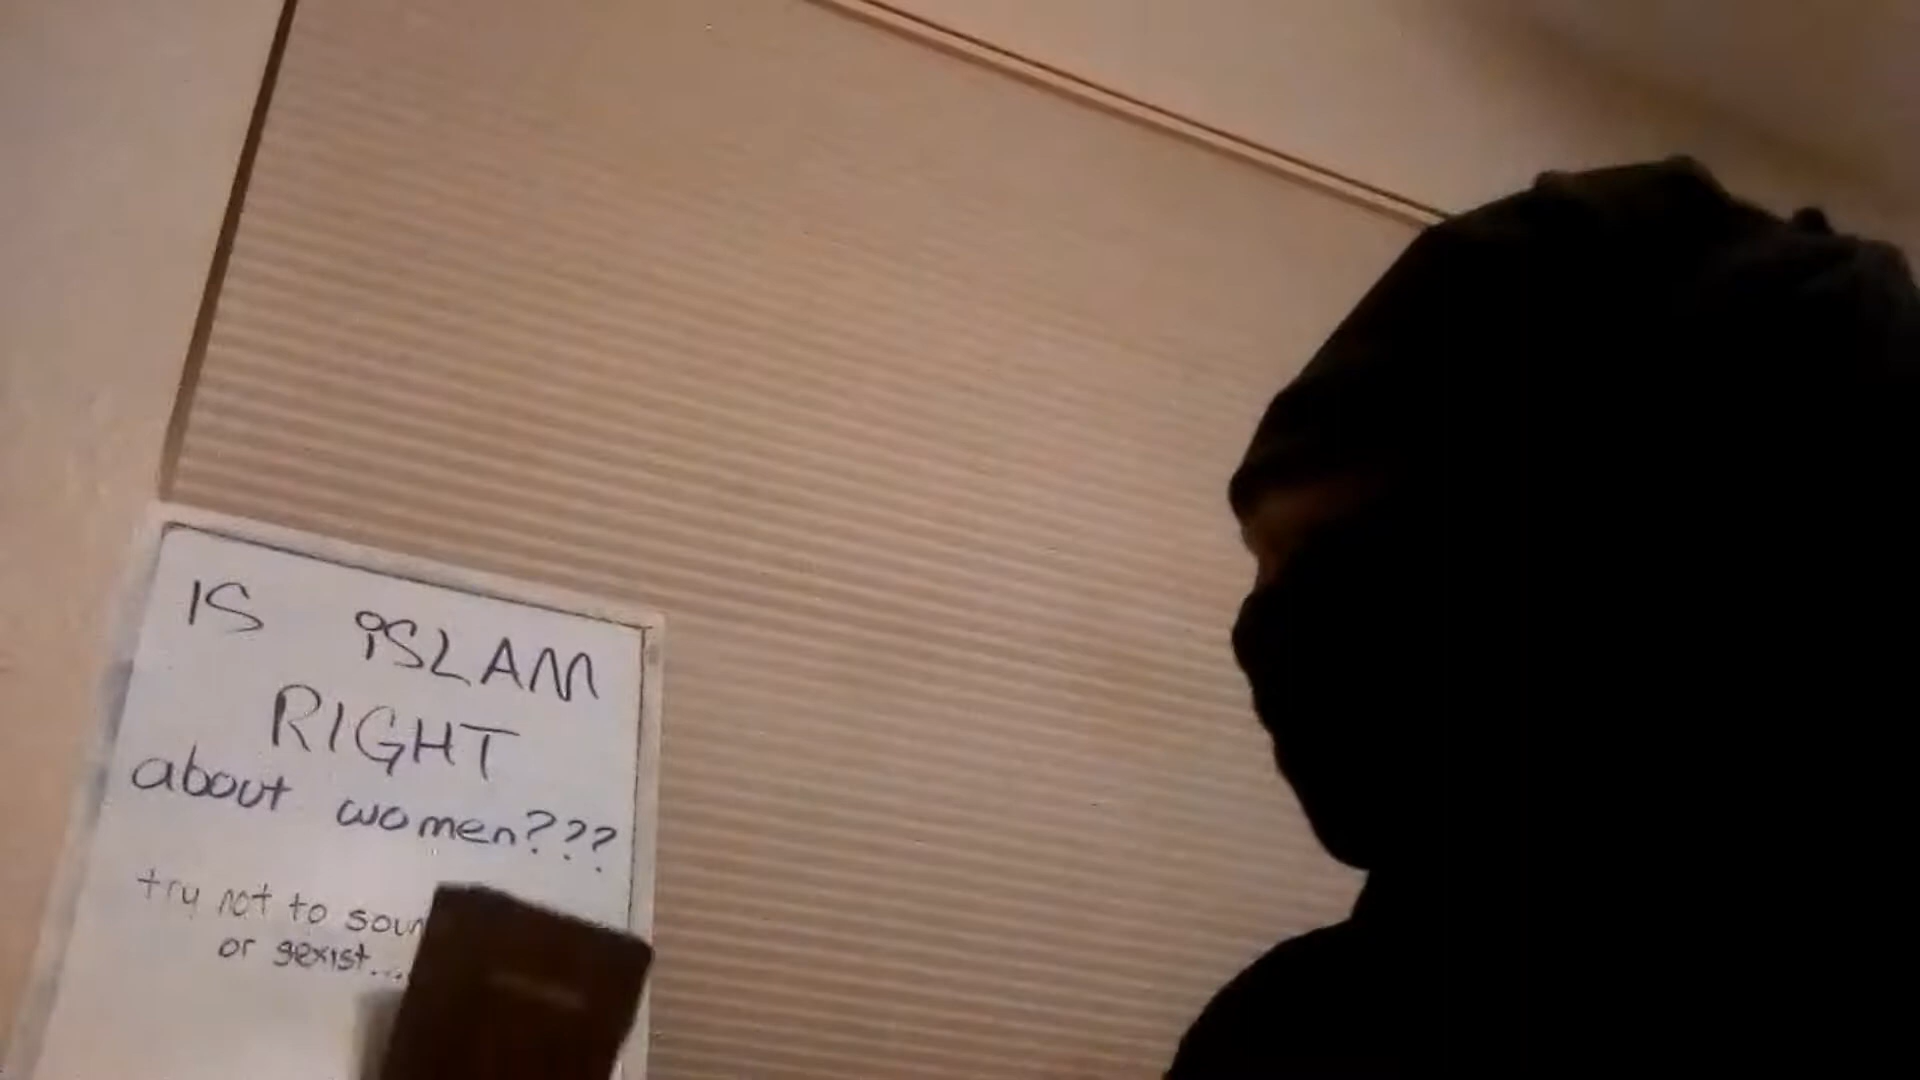 IS iSLAM
RIGHT
about women???
try not to
or sexist...